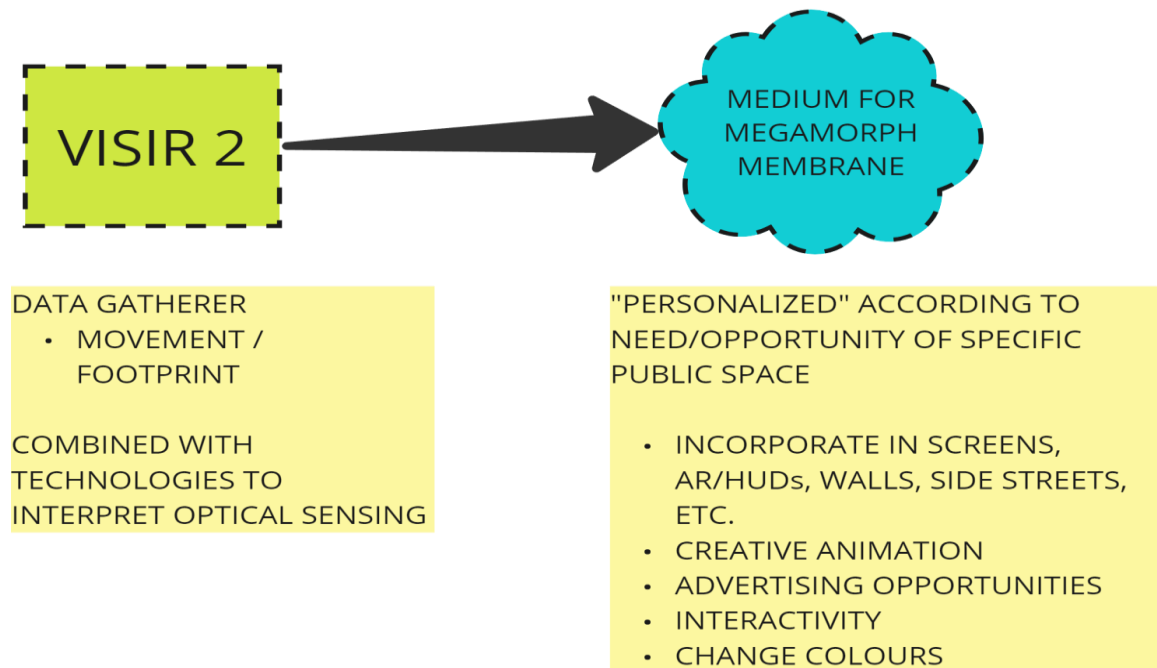 VISIR 2
MEDIUM FOR
MEGAMORPH
MEMBRANE
DATA GATHERER
• MOVEMENT /
FOOTPRINT
COMBINED WITH
TECHNOLOGIES TO
INTERPRET OPTICAL SENSING
"PERSONALIZED" ACCORDING TO
NEED/OPPORTUNITY OF SPECIFIC
PUBLIC SPACE
• INCORPORATE IN SCREENS,
AR/HUDs, WALLS, SIDE STREETS,
ETC.
• CREATIVE ANIMATION
• ADVERTISING OPPORTUNITIES
• INTERACTIVITY
• CHANGE COLOURS